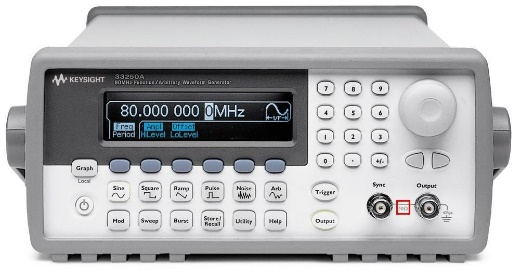 KEYSIGHT 33250A
80MHz Function / Arbitrary Waveform Generator
80.000 000 0MHz
1/T
Freq Ampl Offset
Period HiLevel LoLevel
7 8 9
4 5 6
1 2 3
0 . +/-
Graph
Local
Sine Square Ramp Pulse Noise Arb
Mod Sweep Burst Store/Recall Utility Help
Trigger
Output
Sync Output